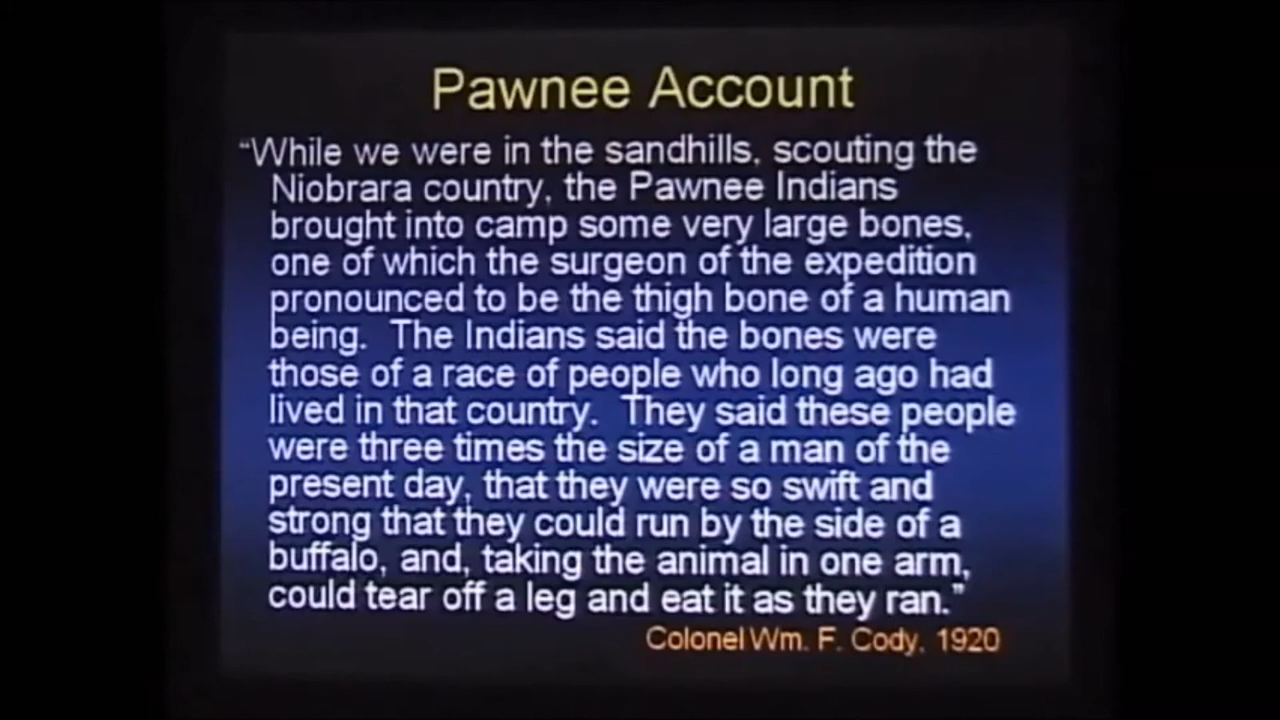 Pawnee Account
“While we were in the sandhills, scouting the
Niobrara country, the Pawnee Indians
brought into camp some very large bones,
one of which the surgeon of the expedition
pronounced to be the thigh bone of a human
being. The Indians said the bones were
those of a race of people who long ago had
lived in that country. They said these people
were three times the size of a man of the
present day, that they were so swift and
strong that they could run by the side of a
buffalo, and, taking the animal in one arm,
could tear off a leg and eat it as they ran.”
Colonel Wm. F. Cody, 1920